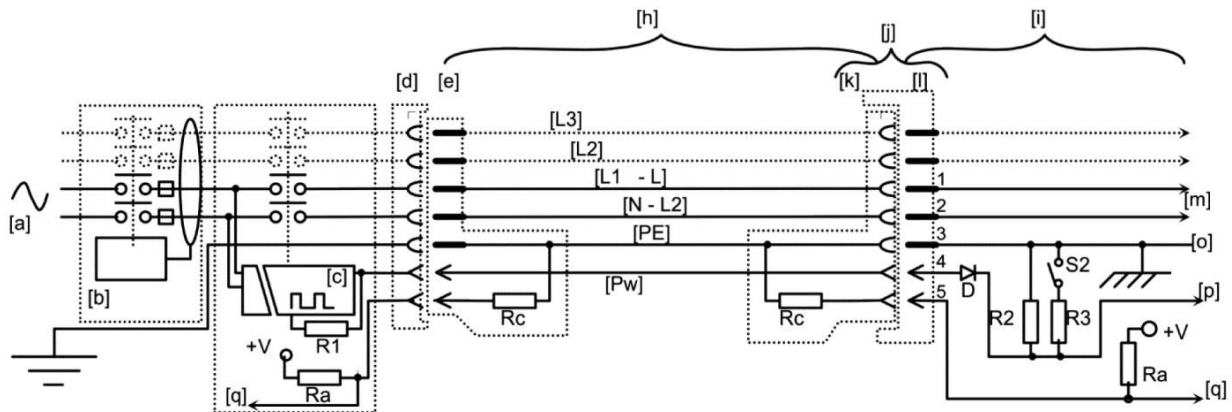 [h]
[i]
[j]
[d]
[e]
[k]
[l]
[L3]
[L2]
[L1 - L]
1
[a]
[N - L2]
2
[m]
[PE]
3
[o]
[b]
[c]
[Pw]
4
D
S2
[p]
5
R1
Rc
Rc
R2
R3
+V
+V
Ra
Ra
[q]
[q]